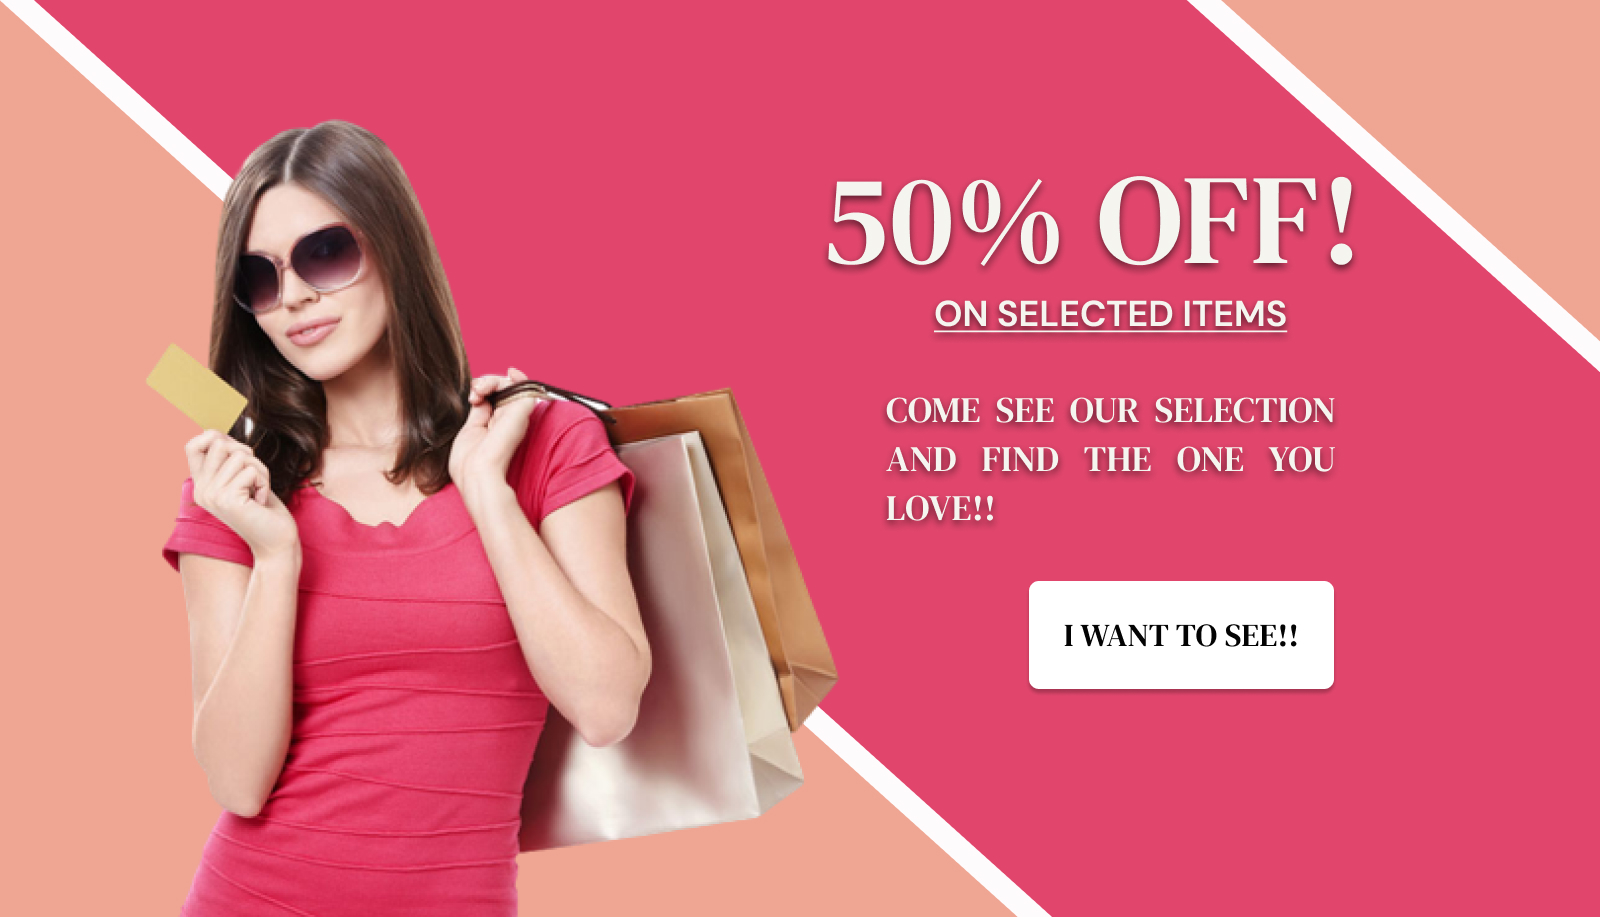 50% OFF!
ON SELECTED ITEMS
COME SEE OUR SELECTION
AND FIND THE ONE YOU
LOVE!!
I WANT TO SEE!!